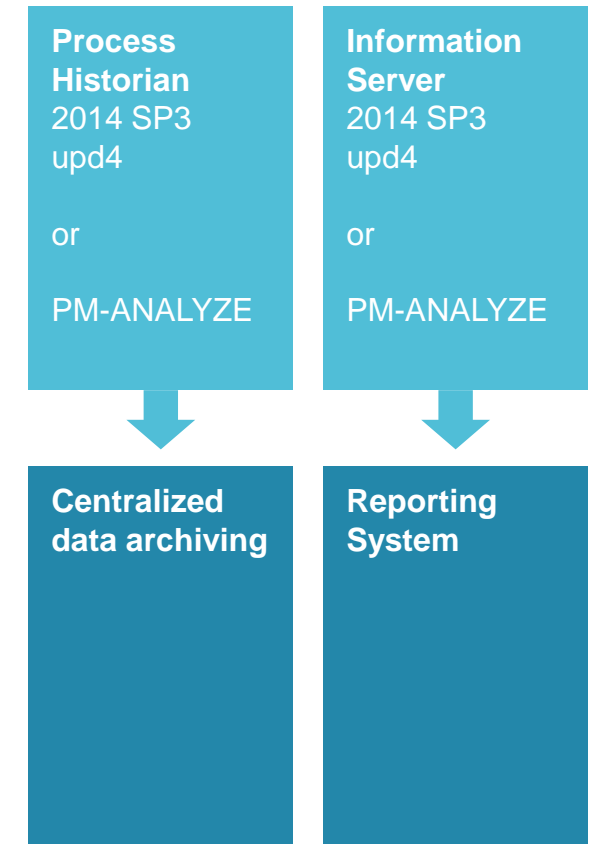 Process
Historian
2014 SP3
upd4
or
PM-ANALYZE
Information
Server
2014 SP3
upd4
or
PM-ANALYZE
Centralized
data archiving
Reporting
System